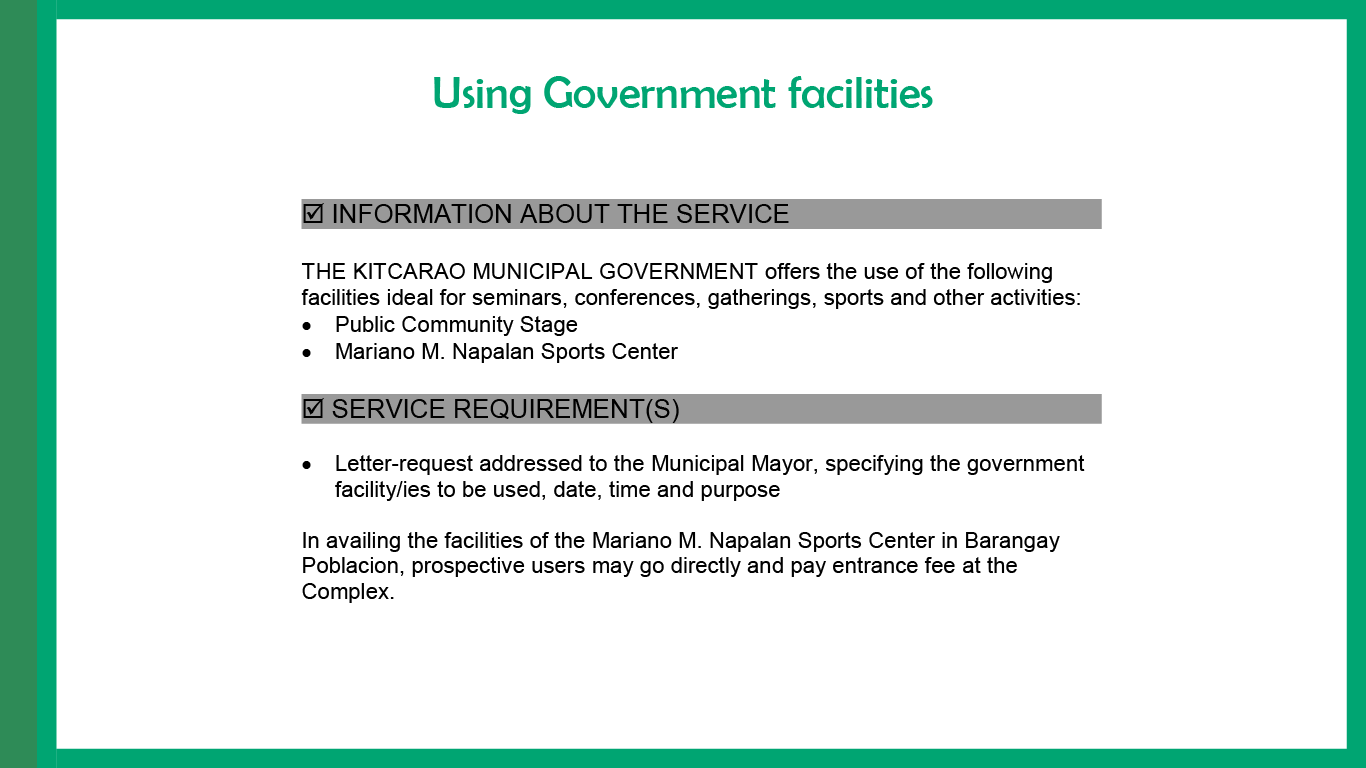 Using Government facilities
☑ INFORMATION ABOUT THE SERVICE
THE KITCARAO MUNICIPAL GOVERNMENT offers the use of the following
facilities ideal for seminars, conferences, gatherings, sports and other activities:
• Public Community Stage
• Mariano M. Napalan Sports Center
☑ SERVICE REQUIREMENT(S)
• Letter-request addressed to the Municipal Mayor, specifying the government
facility/ies to be used, date, time and purpose
In availing the facilities of the Mariano M. Napalan Sports Center in Barangay
Poblacion, prospective users may go directly and pay entrance fee at the
Complex.